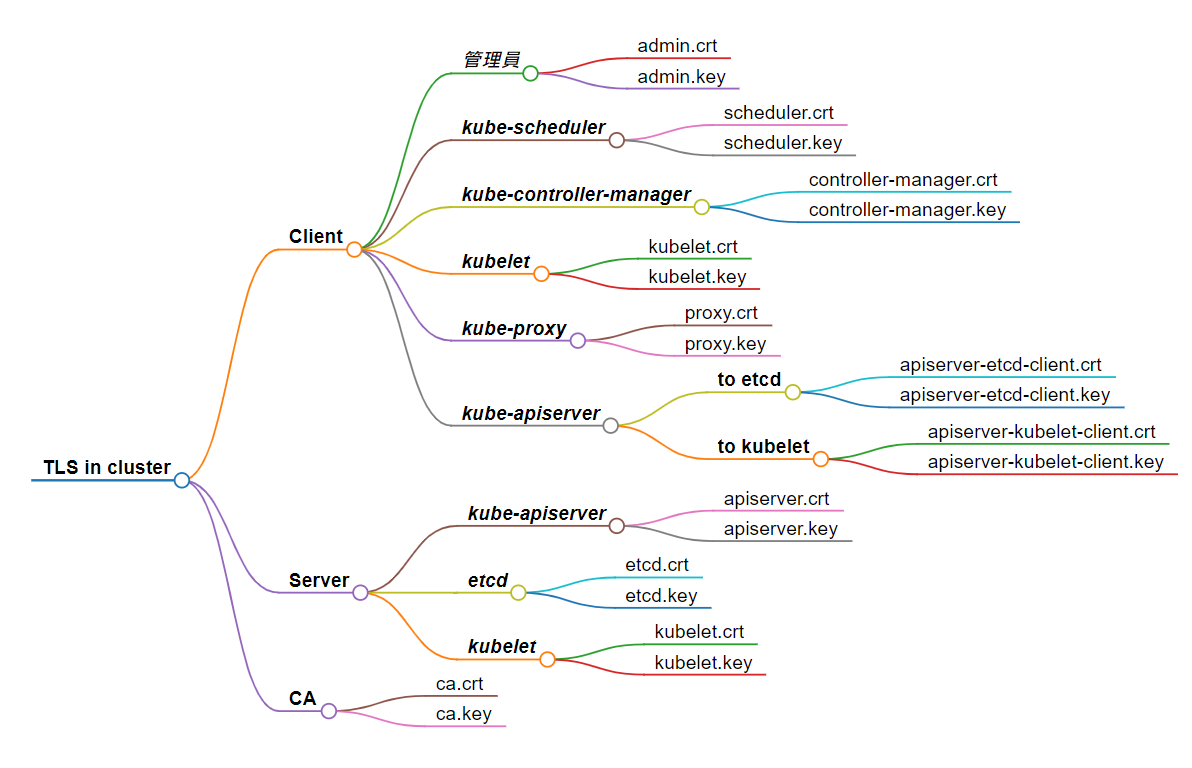 TLS in cluster
Client
管理員
admin.crt
admin.key
kube-scheduler
scheduler.crt
scheduler.key
kube-controller-manager
controller-manager.crt
controller-manager.key
kubelet
kubelet.crt
kubelet.key
kube-proxy
proxy.crt
proxy.key
kube-apiserver
to etcd
apiserver-etcd-client.crt
apiserver-etcd-client.key
to kubelet
apiserver-kubelet-client.crt
apiserver-kubelet-client.key
Server
kube-apiserver
apiserver.crt
apiserver.key
etcd
etcd.crt
etcd.key
kubelet
kubelet.crt
kubelet.key
CA
ca.crt
ca.key